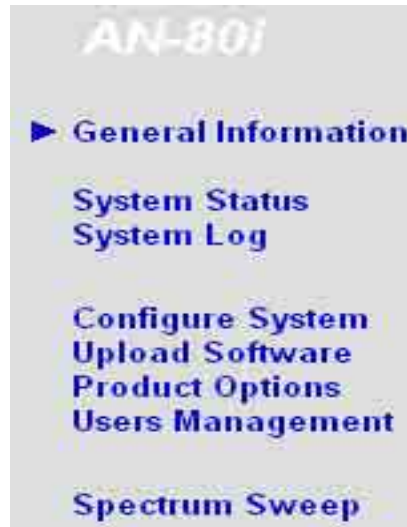 AN-80i
General Information
System Status
System Log
Configure System
Upload Software
Product Options
Users Management
Spectrum Sweep